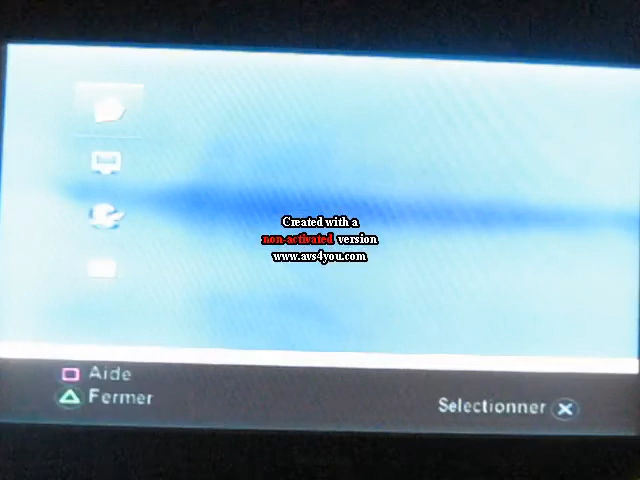 Created with a
non-activated version
www.avs4you.com
Aide
Fermer
Selectionner